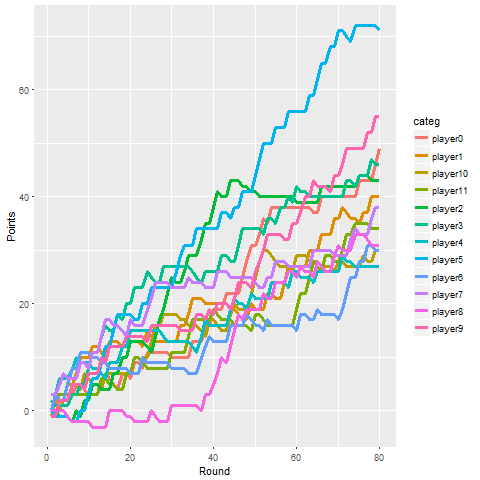 Points
60
40
20
0
0
20
40
60
80
Round
categ
player0
player1
player10
player11
player2
player3
player4
player5
player6
player7
player8
player9